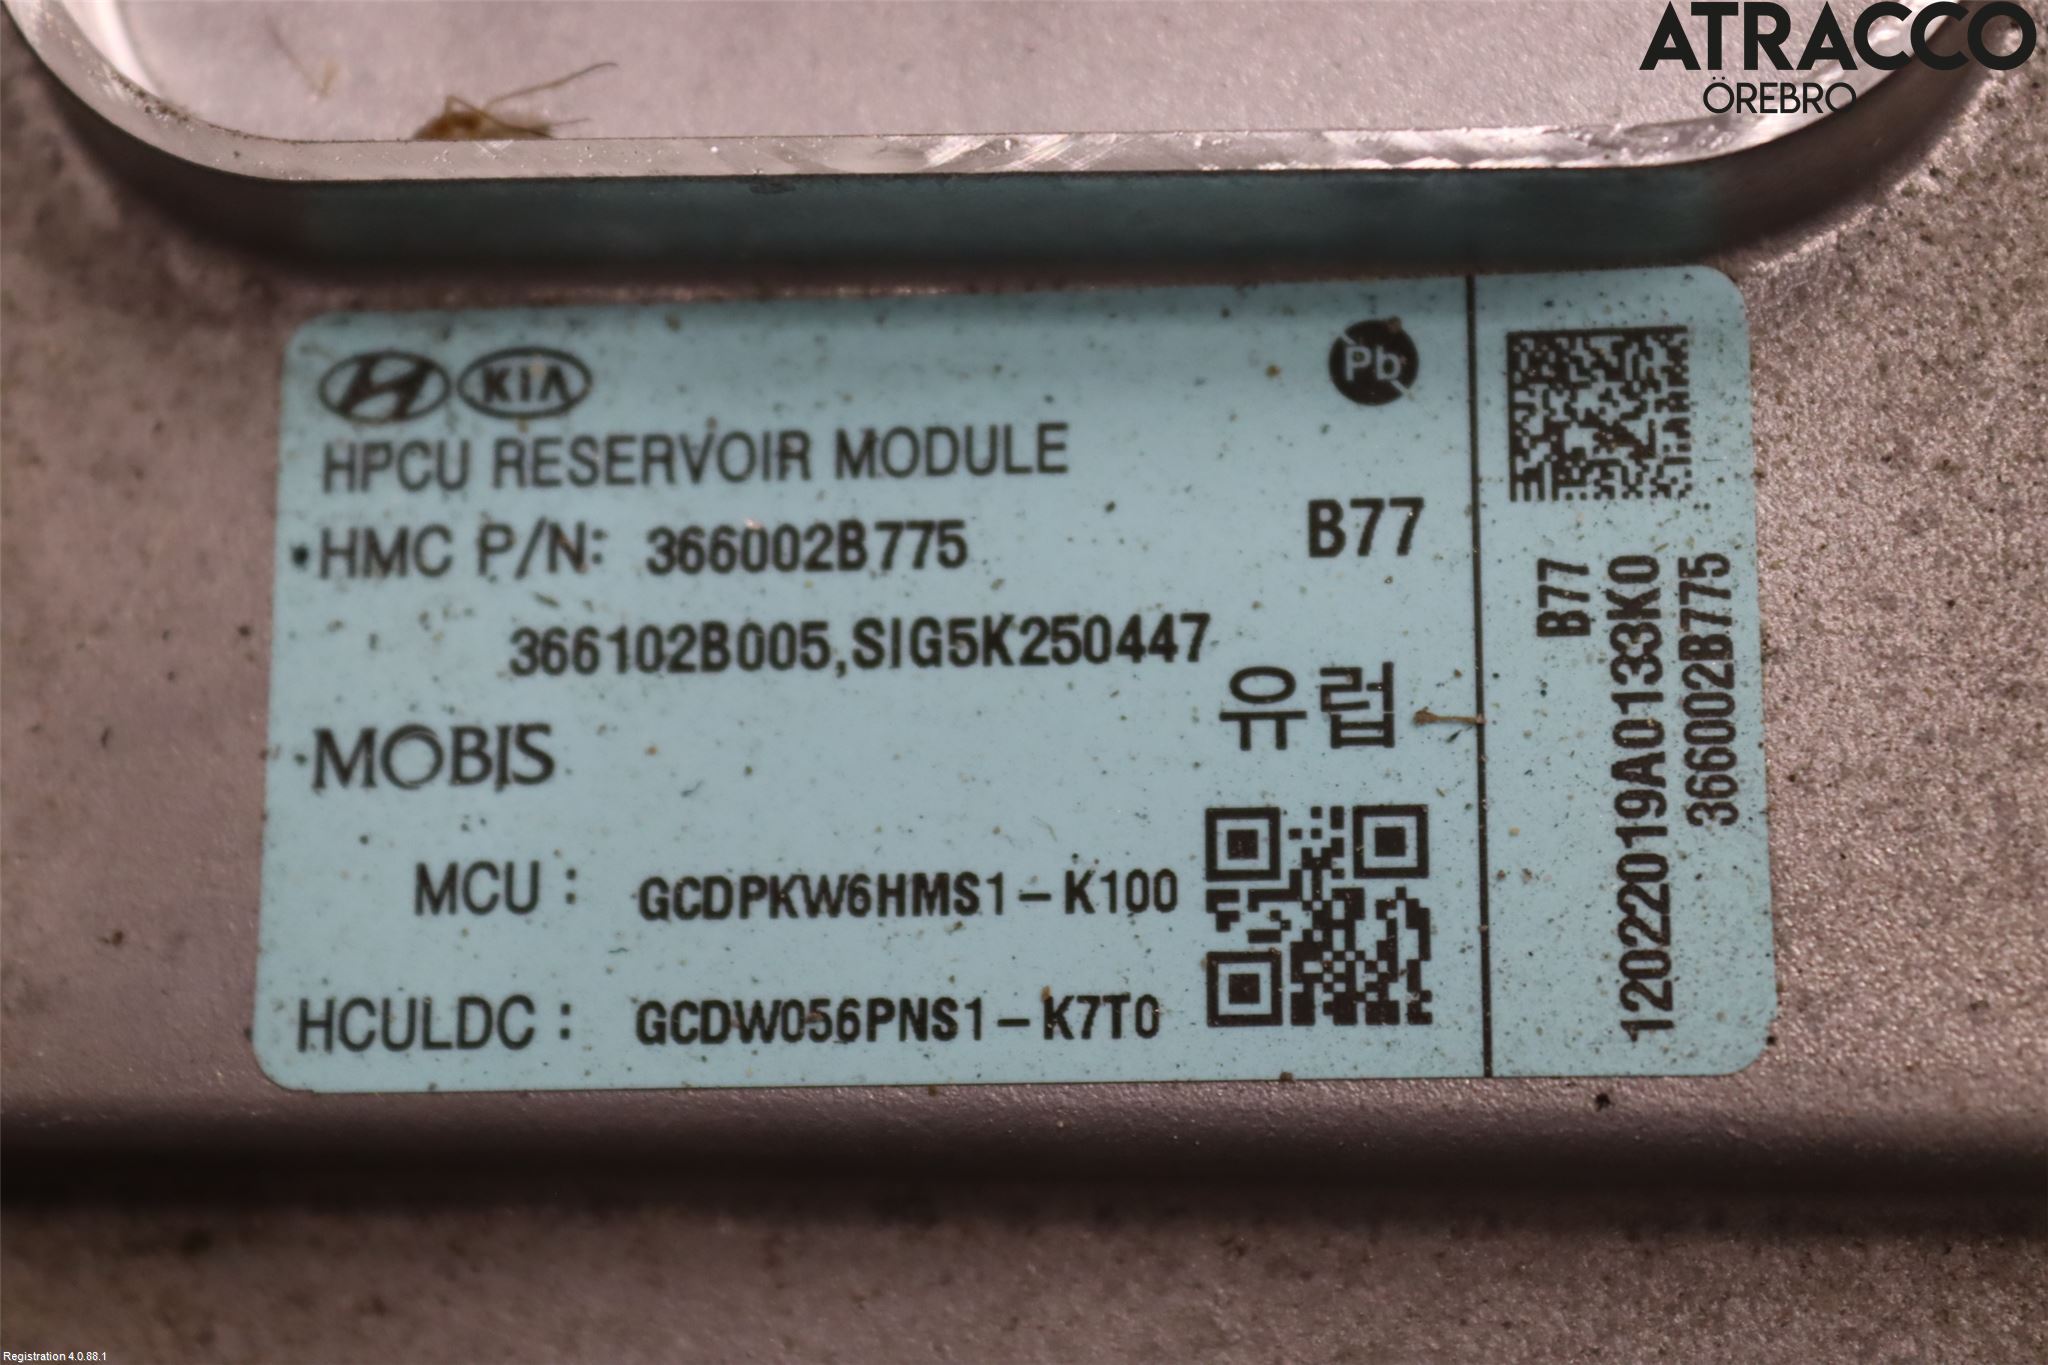 ATRACCO
ÖREBRO
KIA
Pb
HPCU RESERVOIR MODULE
HMC P/N: 366002B775
B77
366102B005,SIG5K250447
유럽
MOBIS
MCU : GCDPKW6HMS1-K100
HCULDC : GCDW056PNS1-K7T0
B77
12022019A0133K0
366002B775
Registration 4.0.88.1